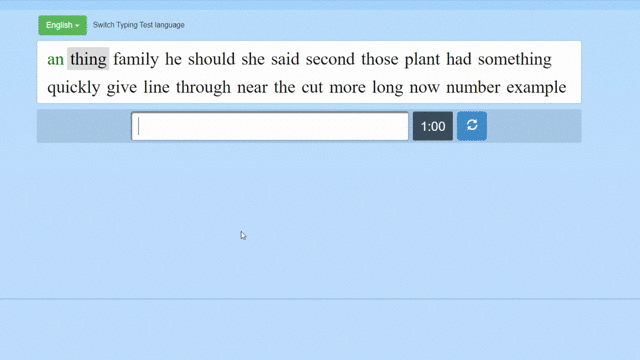 English Switch Typing Test language
an thing family he should she said second those plant had something
quickly give line through near the cut more long now number example
1:00